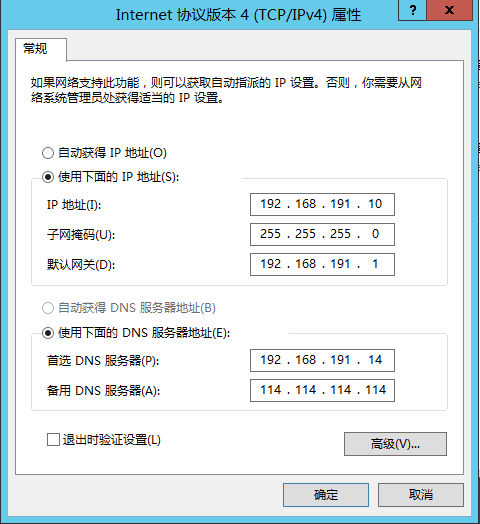 Internet 协议版本 4 (TCP/IPv4) 属性
常规
如果网络支持此功能，则可以获取自动指派的 IP 设置。否则，你需要从网
络系统管理员处获得适当的 IP 设置。
自动获得 IP 地址(O)
使用下面的 IP 地址(S):
IP 地址(I): 192 . 168 . 191 . 10
子网掩码(U): 255 . 255 . 255 . 0
默认网关(D): 192 . 168 . 191 . 1
自动获得 DNS 服务器地址(B)
使用下面的 DNS 服务器地址(E):
首选 DNS 服务器(P): 192 . 168 . 191 . 14
备用 DNS 服务器(A): 114 . 114 . 114 . 114
退出时验证设置(L)
高级(V)...
确定 取消